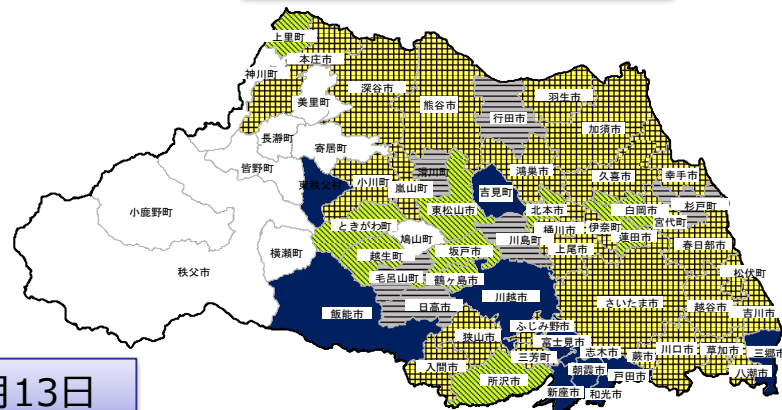 上里町
本庄市
神川町
美里町
深谷市
熊谷市
行田市
羽生市
加須市
長瀞町
寄居町
皆野町
東秩父村
小川町
嵐山町
滑川町
吉見町
鴻巣市
久喜市
幸手市
小鹿野町
秩父市
横瀬町
ときがわ町
東松山市
鳩山町
越生町
坂戸市
毛呂山町
鶴ヶ島市
日高市
川島町
北本市
桶川市
上尾市
伊奈町
白岡市
蓮田市
宮代町
杉戸町
春日部市
松伏町
飯能市
川越市
さいたま市
越谷市
吉川市
狭山市
入間市
所沢市
ふじみ野市
富士見市
三芳町
志木市
朝霞市
新座市
和光市
戸田市
蕨市
川口市
草加市
八潮市
三郷市
月13日